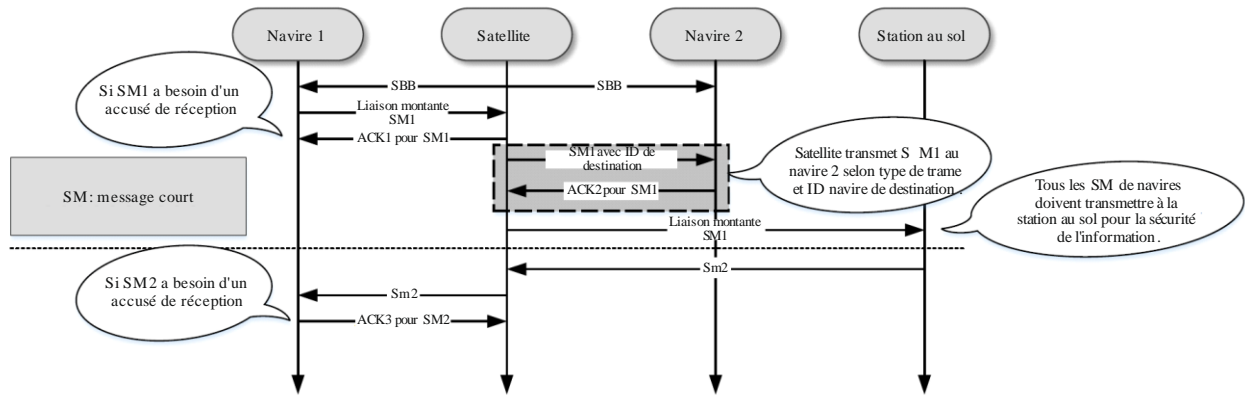 Navire 1
Satellite
Navire 2
Station au sol
SBB
SBB
Si SM1 a besoin d'un
accusé de réception
Liaison montante
SM1
ACK1 pour SM1
SM1avec ID de
destination
ACK2pour SM1
Satellite transmet S M1 au
navire 2 selon type de trame
et ID navire de destination .
SM: message court
Tous les SM de navires
doivent transmettre à la
station au sol pour la sécurité
de l'information .
Liaison montante
SM1
Sm2
Si SM2 a besoin d'un
accusé de réception
Sm2
ACK3 pour SM2